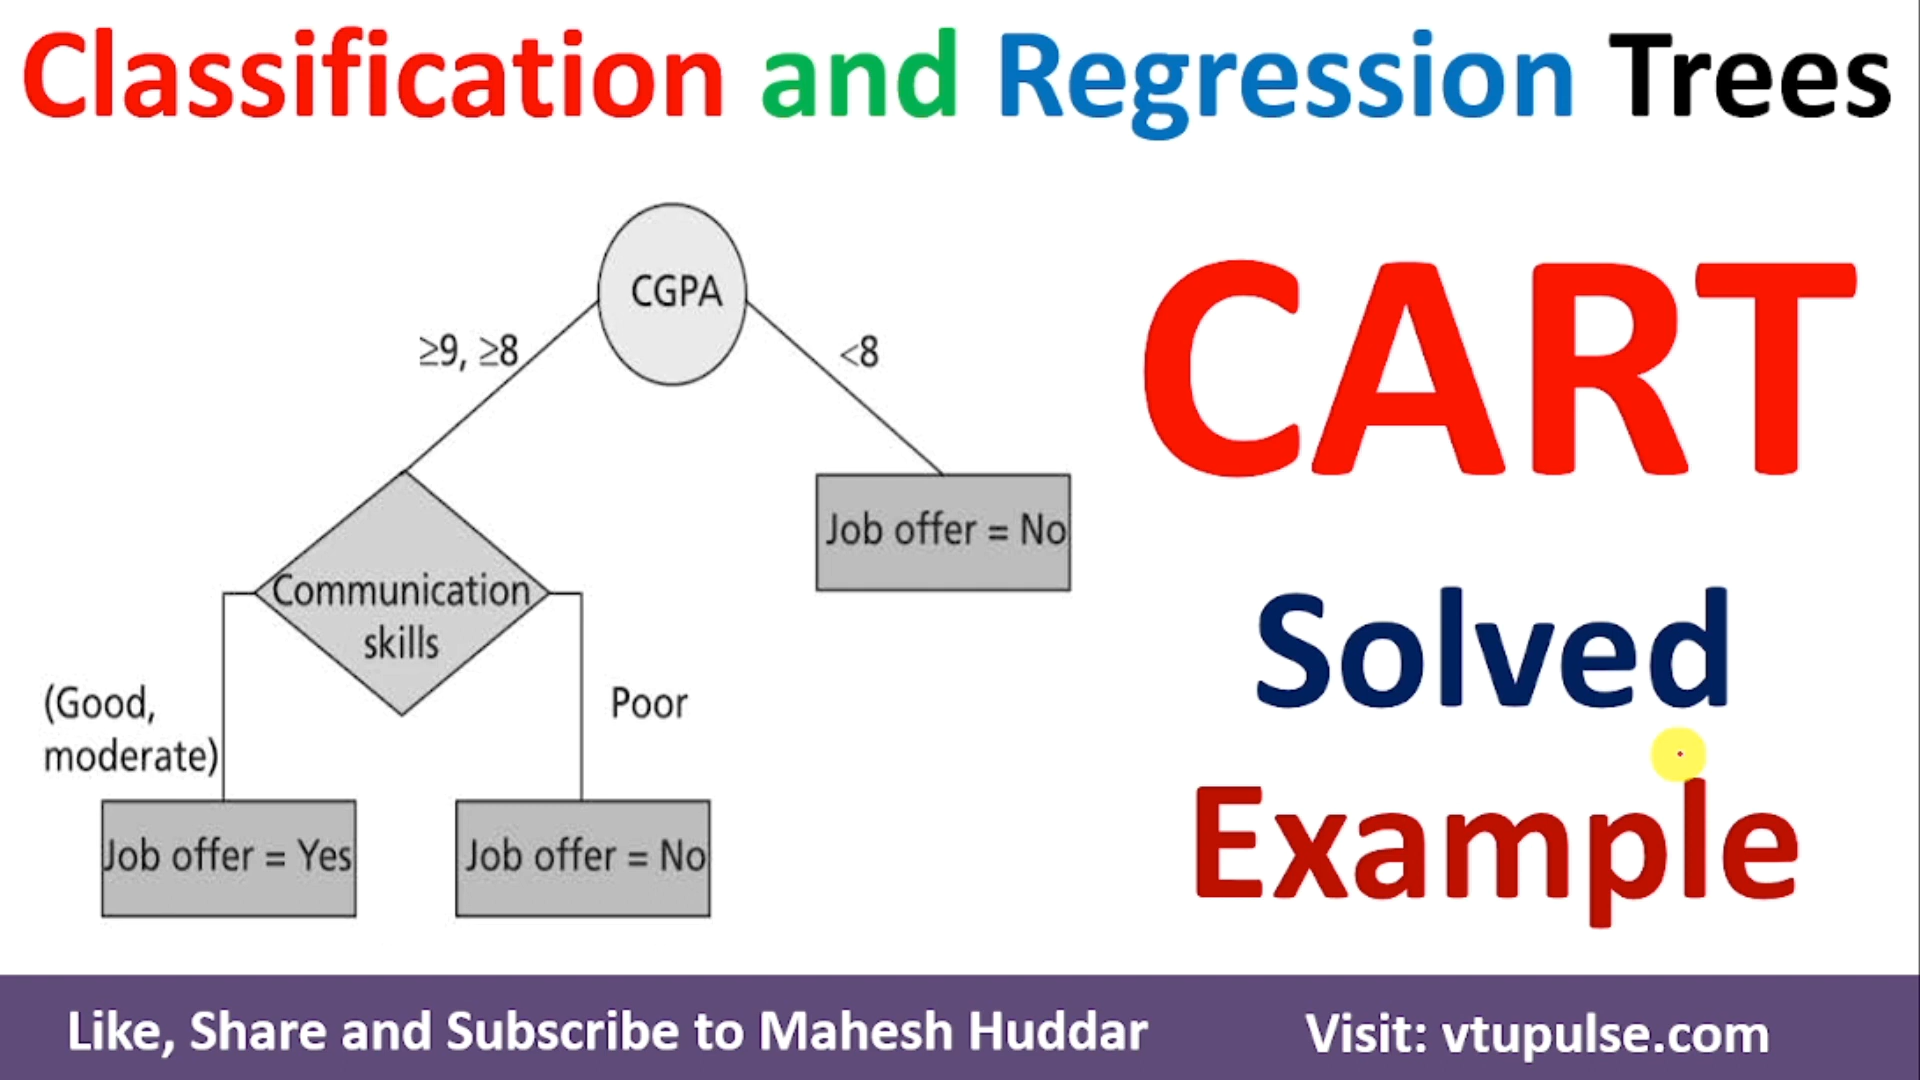 Classification and Regression Trees
CGPA
≥9, ≥8
<8
CART
Job offer = No
Communication
skills
Solved
(Good,
moderate)
Poor
Example
Job offer = Yes
Job offer = No
Like, Share and Subscribe to Mahesh Huddar
Visit: vtupulse.com